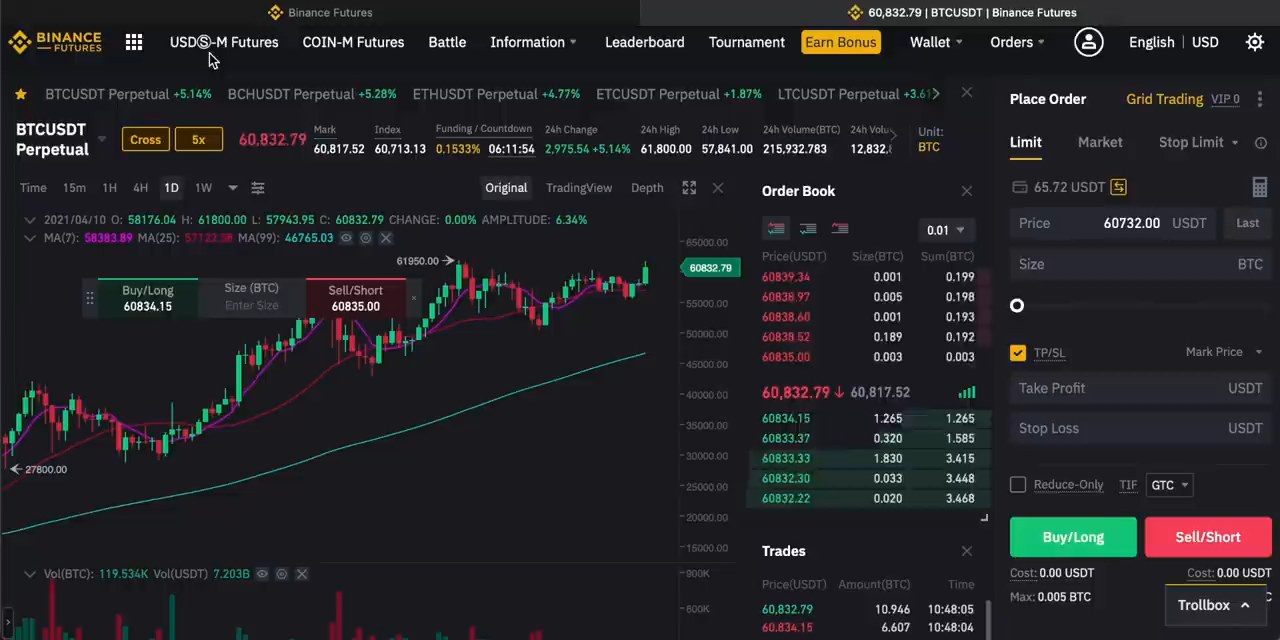 Binance Futures
60,832.79 | BTCUSDT | Binance Futures
BINANCE
FUTURES
USDⓈ-M Futures COIN-M Futures Battle Information Leaderboard Tournament Earn Bonus Wallet Orders English USD
BTCUSDT Perpetual +5.14% BCHUSDT Perpetual +5.28% ETHUSDT Perpetual +4.77% ETCUSDT Perpetual +1.87% LTCUSDT Perpetual +3.61
BTCUSDT
Perpetual
Cross 5x 60,832.79
Mark
60,817.52
Index
60,713.13
Funding / Countdown
0.1533% 06:11:54
24h Change
2,975.54 +5.14%
24h High
61,800.00
24h Low
57,841.00
24h Volume(BTC)
215,932.783
24h Volu
12,832,
Unit:
BTC
Time 15m 1H 4H 1D 1W Original TradingView Depth
2021/04/10 O: 58176.04 H: 61800.00 L: 57943.95 C: 60832.79 CHANGE: 0.00% AMPLITUDE: 6.34%
MA(7): 58383.89 MA(25): 57123.58 MA(99): 46765.03
61950.00
Buy/Long
60834.15
Size (BTC)
Enter Size
Sell/Short
60835.00
27800.00
65000.00
60832.79
55000.00
50000.00
45000.00
40000.00
35000.00
30000.00
25000.00
20000.00
15000.00
Vol(BTC): 119.534K Vol(USDT) 7.203B
900K
600K
Order Book
0.01
Price(USDT) Size(BTC) Sum(BTC)
60839.34 0.001 0.199
60838.97 0.005 0.198
60838.60 0.001 0.193
60838.52 0.189 0.192
60835.00 0.003 0.003
60,832.79 60,817.52
60834.15 1.265 1.265
60833.37 0.320 1.585
60833.33 1.830 3.415
60832.30 0.033 3.448
60832.22 0.020 3.468
Trades
Price(USDT) Amount(BTC) Time
60,832.79 10.946 10:48:05
60,834.15 6.607 10:48:04
Place Order Grid Trading VIP 0
Limit Market Stop Limit
65.72 USDT
Price 60732.00 USDT Last
Size BTC
TP/SL Mark Price
Take Profit USDT
Stop Loss USDT
Reduce-Only TIF GTC
Buy/Long Sell/Short
Cost: 0.00 USDT Cost: 0.00 USDT
Max: 0.005 BTC
Trollbox